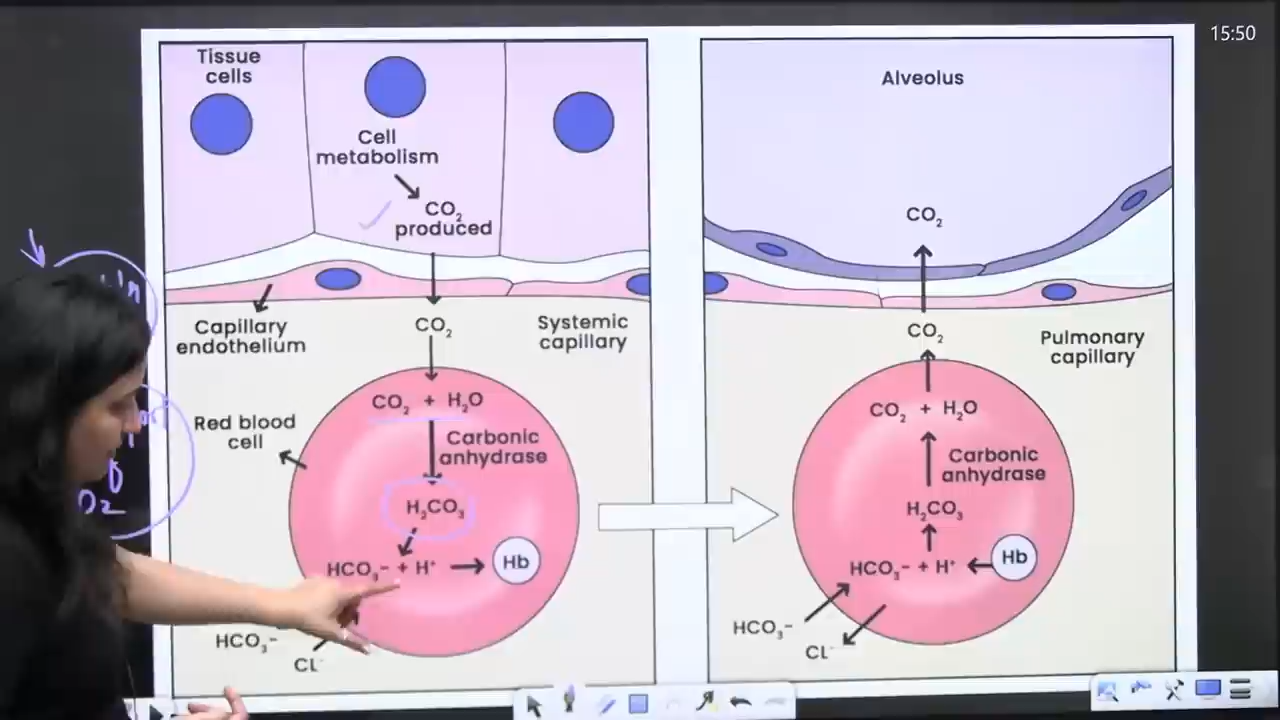 15:50
Tissue
cells
Cell
metabolism
CO₂
produced
CO₂
Capillary
endothelium
Systemic
capillary
Red blood
cell
CO₂ + H₂O
Carbonic
anhydrase
H₂CO₃
HCO₃⁻ + H⁺
Hb
HCO₃⁻
CL⁻
O₂
Alveolus
CO₂
CO₂
Pulmonary
capillary
CO₂ + H₂O
Carbonic
anhydrase
H₂CO₃
HCO₃⁻ + H⁺
Hb
HCO₃⁻
CL⁻